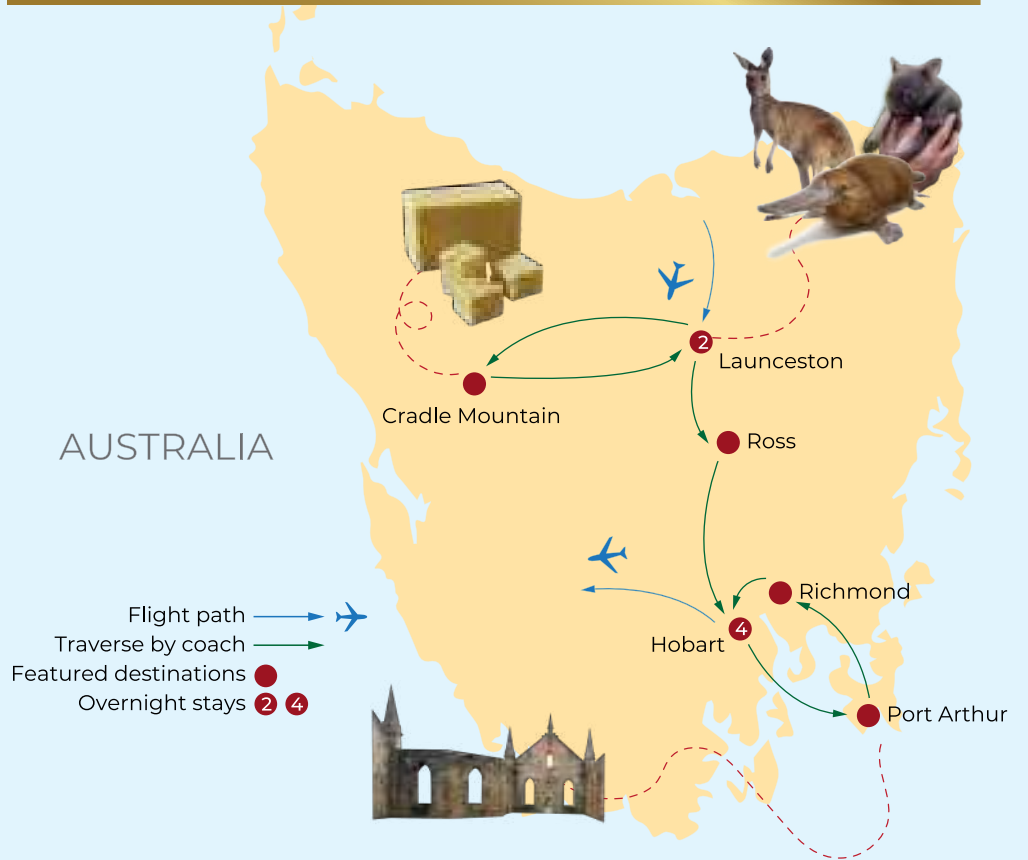 2
Launceston
Cradle Mountain
AUSTRALIA
Ross
Richmond
4
Hobart
Port Arthur
Flight path
Traverse by coach
Featured destinations
Overnight stays 2 4